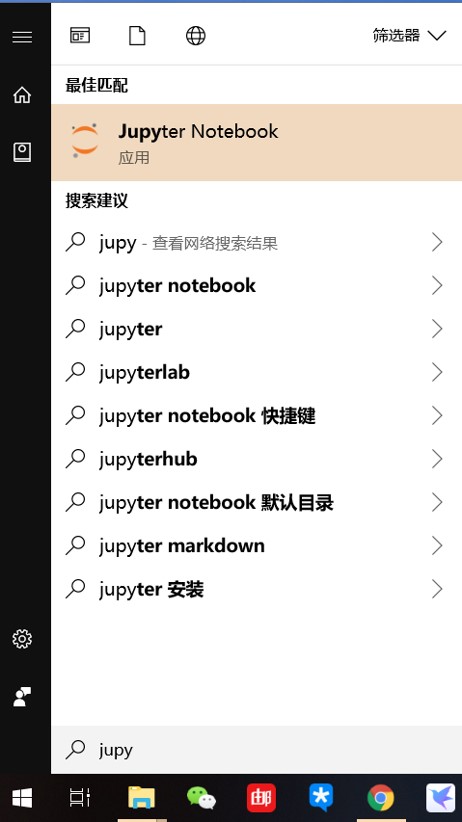 筛选器
最佳匹配
Jupyter Notebook
应用
搜索建议
jupy - 查看网络搜索结果
jupyter notebook
jupyter
jupyterlab
jupyter notebook 快捷键
jupyterhub
jupyter notebook 默认目录
jupyter markdown
jupyter 安装
jupy
邮